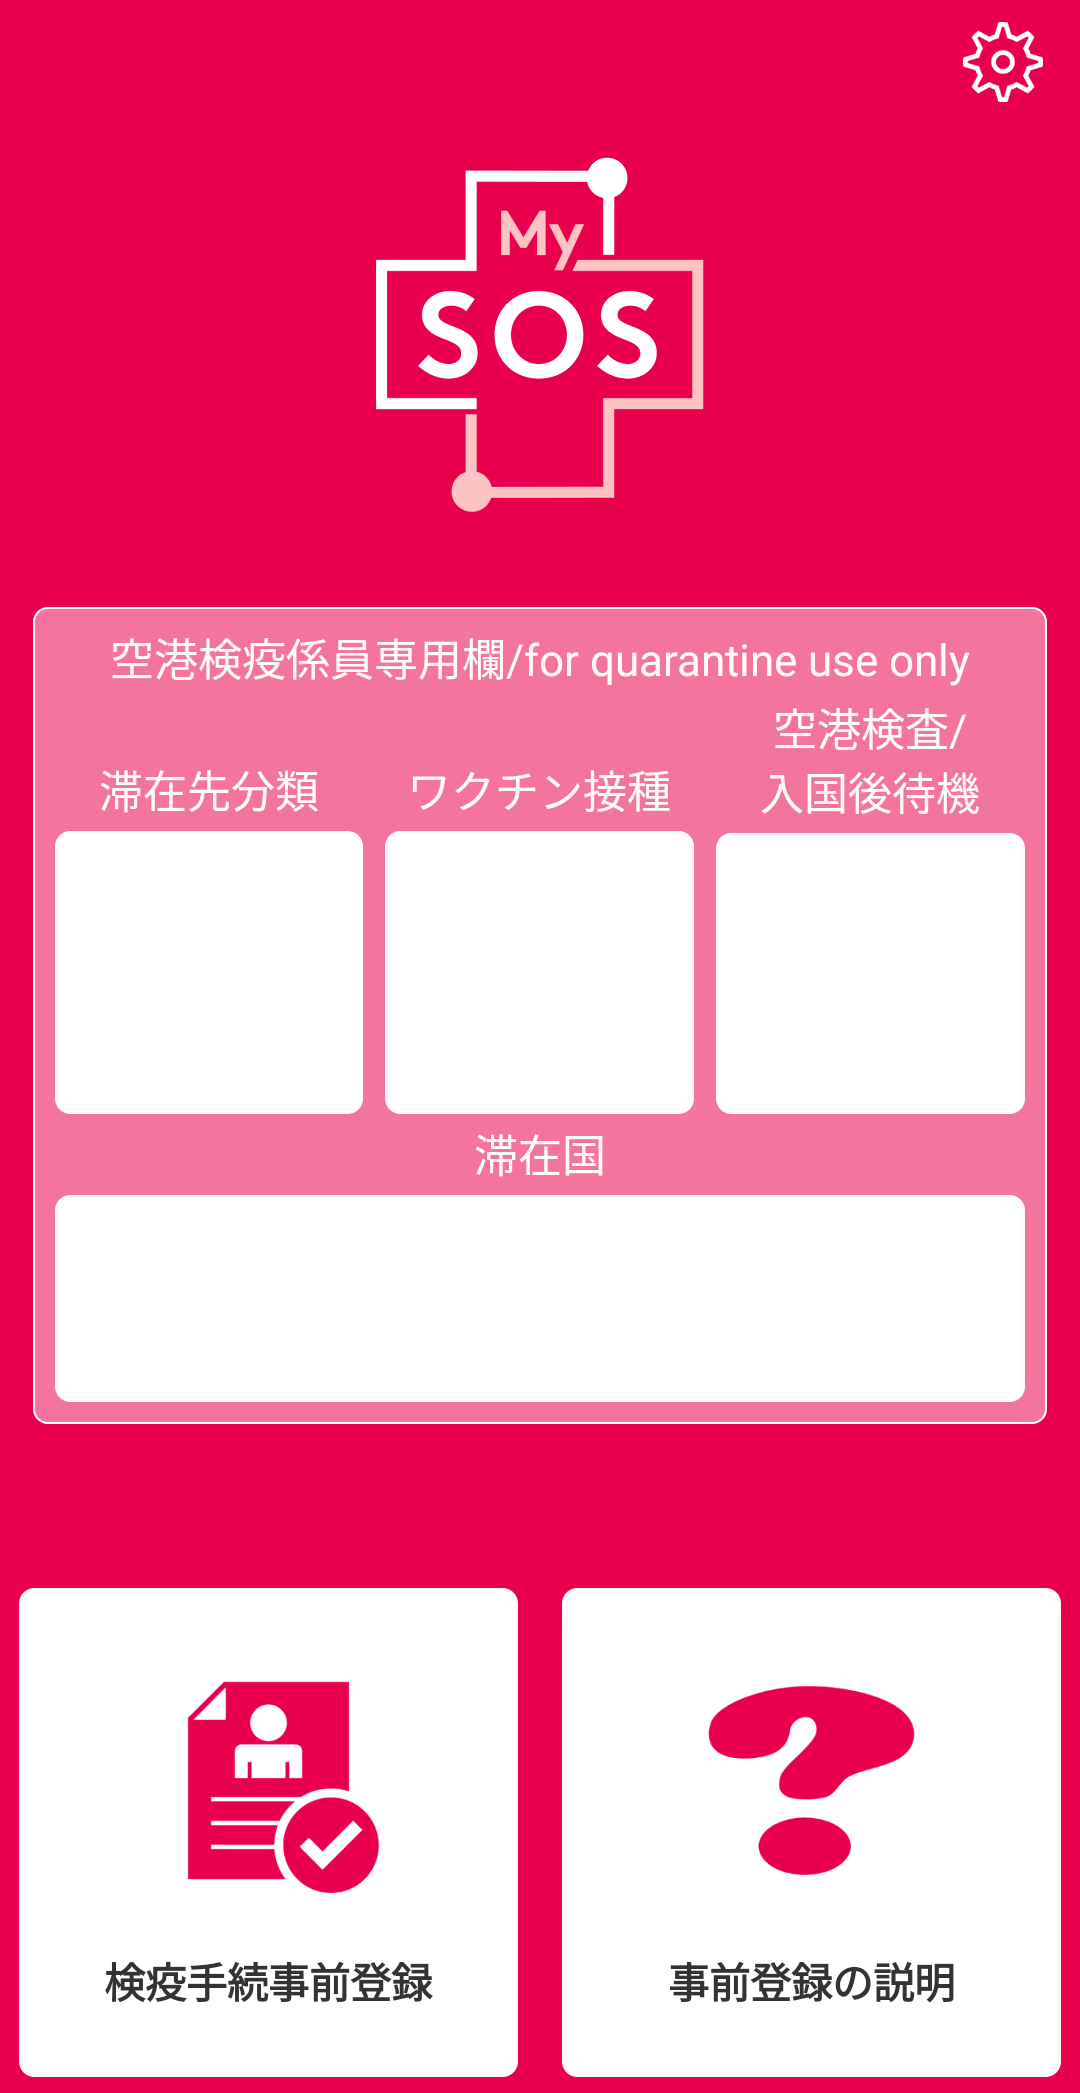 My
SOS
空港検疫係員専用欄/for quarantine use only
滞在先分類
ワクチン接種
空港検査/
入国後待機
滞在国
検疫手続事前登録
事前登録の説明